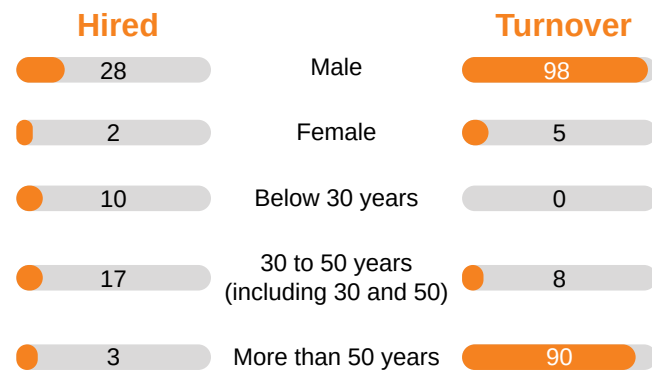 Hired Turnover
28 Male 98
2 Female 5
10 Below 30 years 0
17 30 to 50 years (including 30 and 50) 8
3 More than 50 years 90